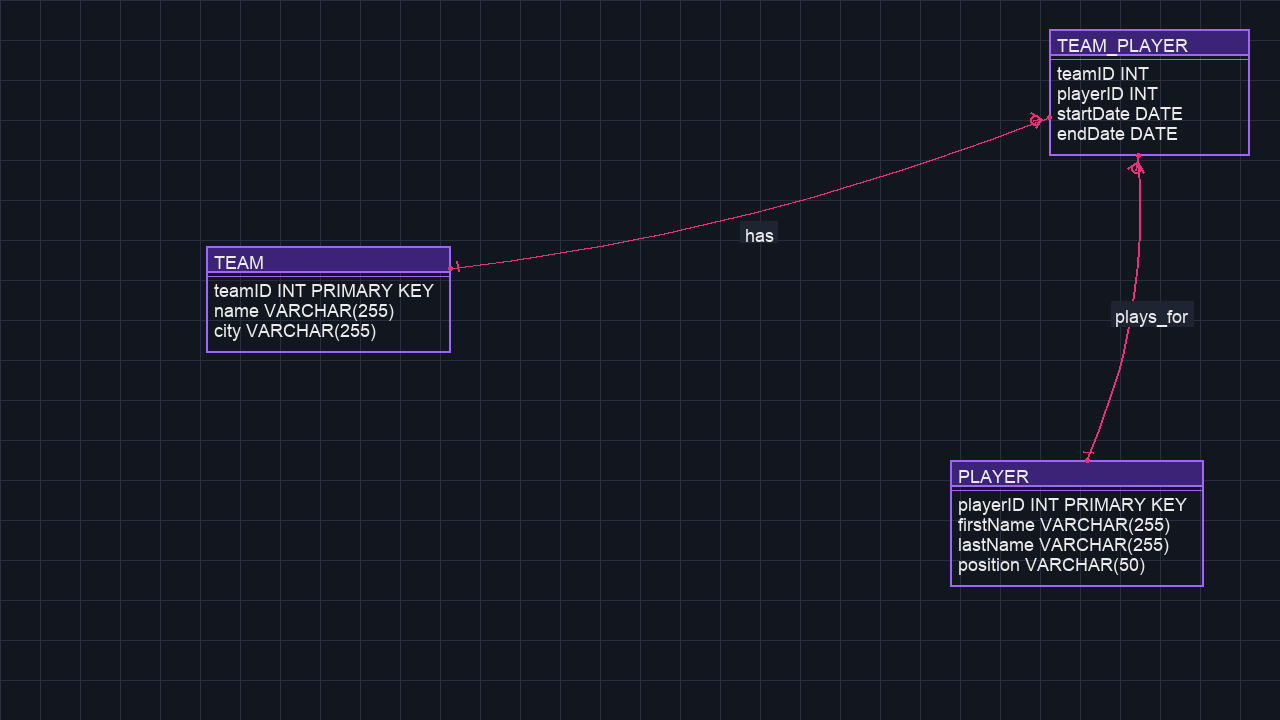 TEAM_PLAYER
teamID INT
playerID INT
startDate DATE
endDate DATE
has
TEAM
teamID INT PRIMARY KEY
name VARCHAR(255)
city VARCHAR(255)
plays_for
PLAYER
playerID INT PRIMARY KEY
firstName VARCHAR(255)
lastName VARCHAR(255)
position VARCHAR(50)